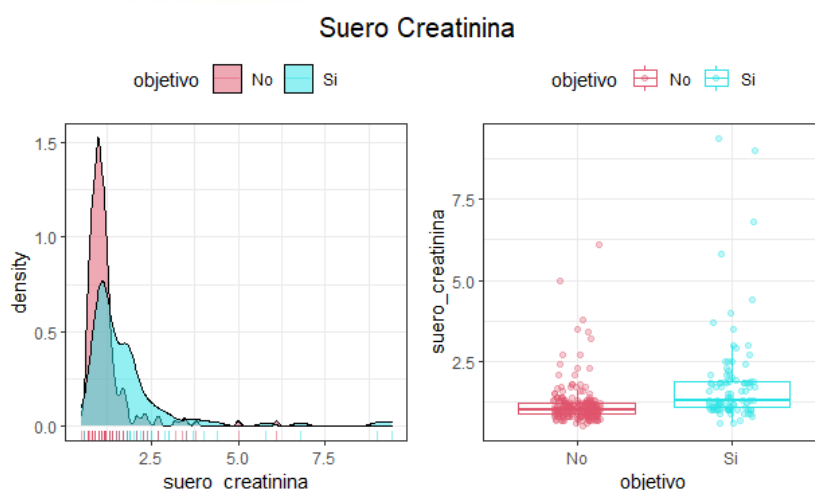 Suero Creatinina
objetivo No Si
1.5
1.0
0.5
0.0
density
2.5 5.0 7.5
suero_creatinina
objetivo No Si
7.5
5.0
2.5
suero_creatinina
No Si
objetivo